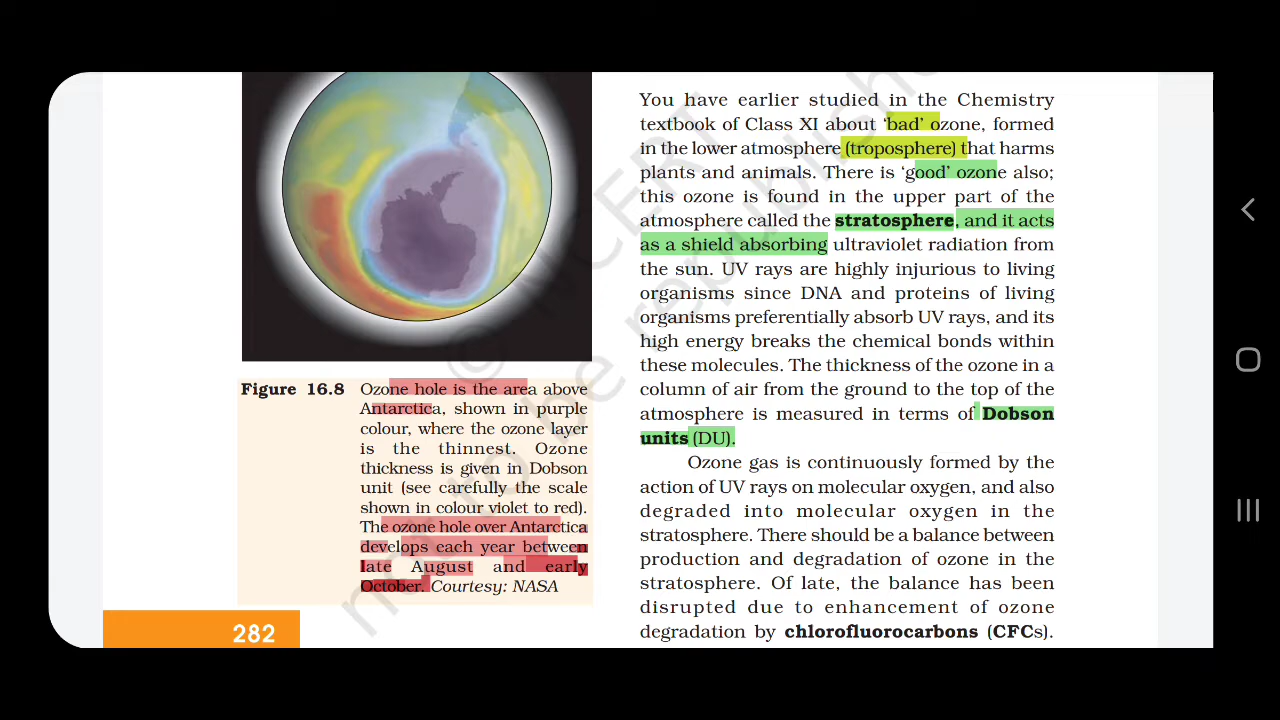 Figure 16.8 Ozone hole is the area above
Antarctica, shown in purple
colour, where the ozone layer
is the thinnest. Ozone
thickness is given in Dobson
unit (see carefully the scale
shown in colour violet to red).
The ozone hole over Antarctica
develops each year between
late August and early
October. Courtesy: NASA
282
You have earlier studied in the Chemistry
textbook of Class XI about ‘bad’ ozone, formed
in the lower atmosphere (troposphere) that harms
plants and animals. There is ‘good’ ozone also;
this ozone is found in the upper part of the
atmosphere called the stratosphere, and it acts
as a shield absorbing ultraviolet radiation from
the sun. UV rays are highly injurious to living
organisms since DNA and proteins of living
organisms preferentially absorb UV rays, and its
high energy breaks the chemical bonds within
these molecules. The thickness of the ozone in a
column of air from the ground to the top of the
atmosphere is measured in terms of Dobson
units (DU).
Ozone gas is continuously formed by the
action of UV rays on molecular oxygen, and also
degraded into molecular oxygen in the
stratosphere. There should be a balance between
production and degradation of ozone in the
stratosphere. Of late, the balance has been
disrupted due to enhancement of ozone
degradation by chlorofluorocarbons (CFCs).
© NCERT
not to be republishe